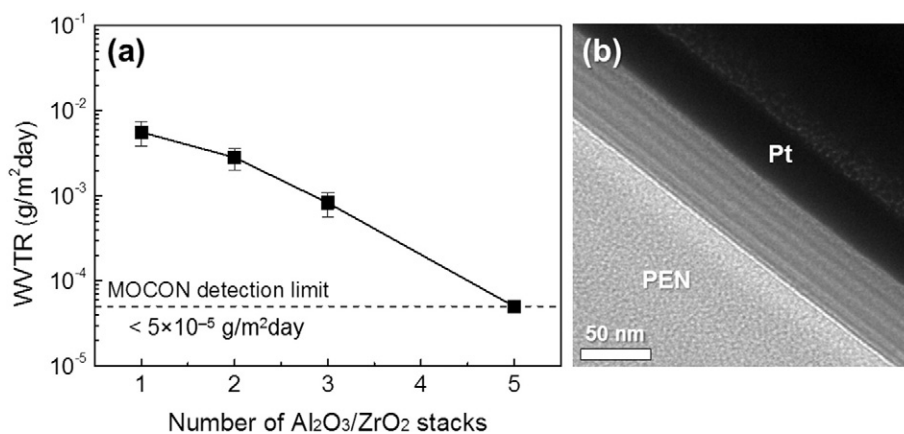 (a)
10⁻¹
10⁻²
10⁻³
10⁻⁴
10⁻⁵
WVTR (g/m²day)
MOCON detection limit
< 5×10⁻⁵ g/m²day
1 2 3 4 5
Number of Al₂O₃/ZrO₂ stacks
(b)
Pt
PEN
50 nm